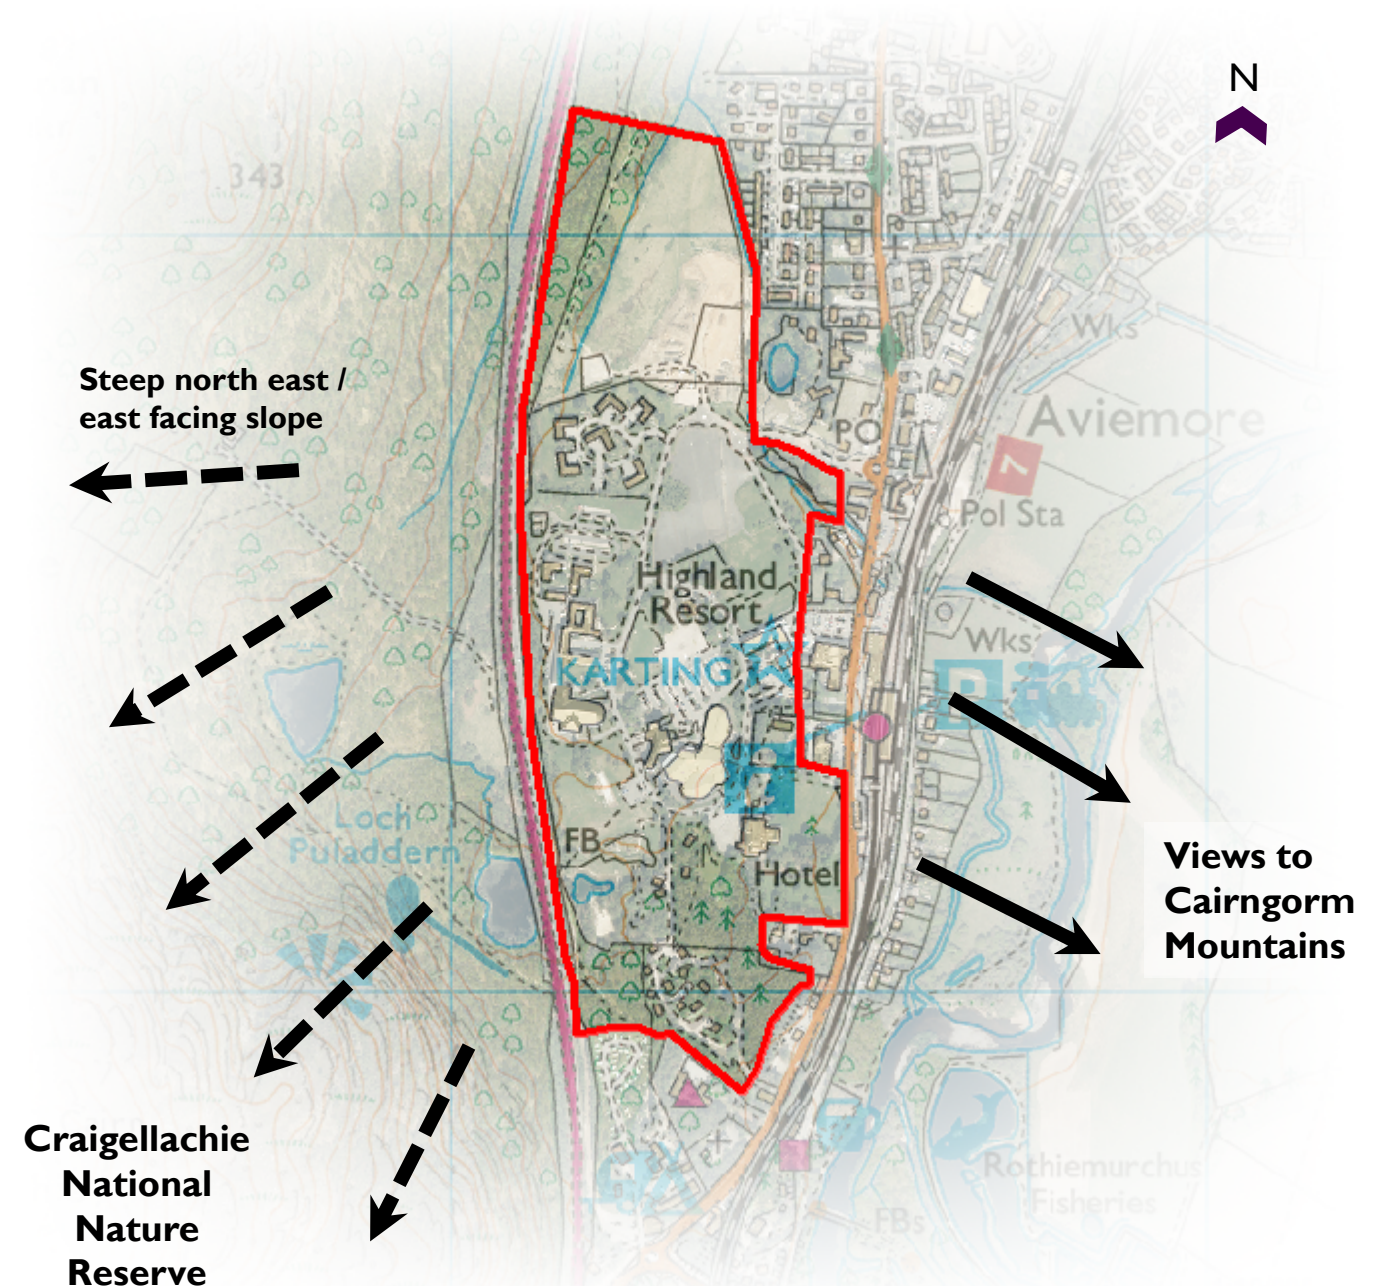 N
343
Wks
Steep north east /
east facing slope
Aviemore
PO
7
Pol Sta
Highland
Resort
Wks
KARTING
P
Loch
Puladdern
FB
Hotel
Views to
Cairngorm
Mountains
Craigellachie
National
Nature
Reserve
Rothiemurchus
Fisheries
FBs